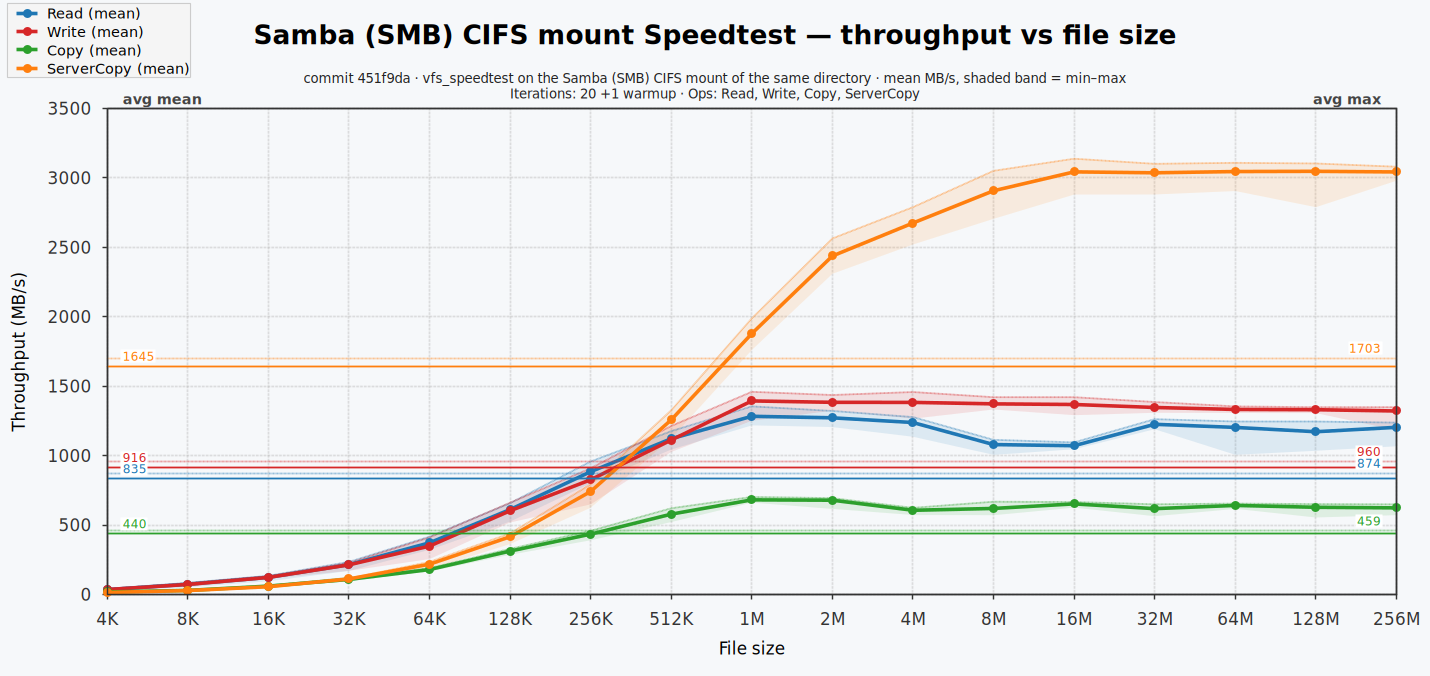 Read (mean)
Write (mean)
Copy (mean)
ServerCopy (mean)
Samba (SMB) CIFS mount Speedtest — throughput vs file size
commit 451f9da · vfs_speedtest on the Samba (SMB) CIFS mount of the same directory · mean MB/s, shaded band = min–max
Iterations: 20 +1 warmup · Ops: Read, Write, Copy, ServerCopy
avg mean
avg max
3500
3000
2500
2000
1500
1000
500
0
Throughput (MB/s)
1645
1703
916
960
835
874
440
459
4K 8K 16K 32K 64K 128K 256K 512K 1M 2M 4M 8M 16M 32M 64M 128M 256M
File size